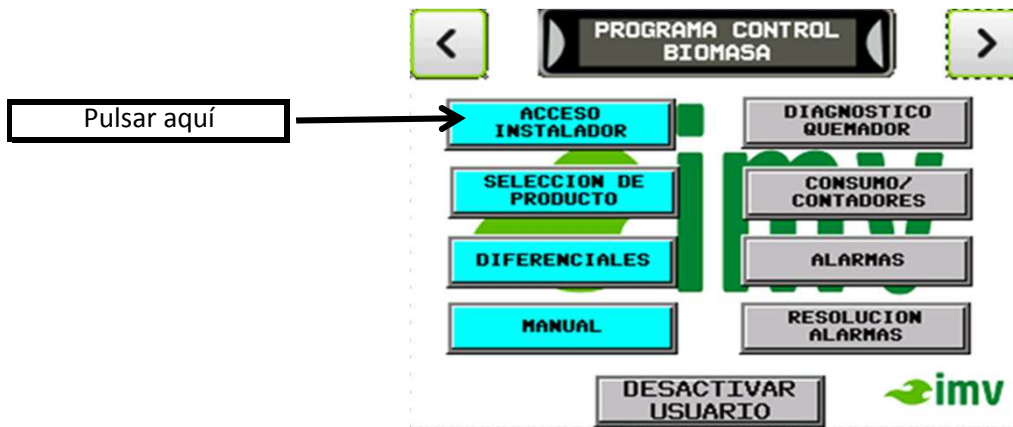 PROGRAMA CONTROL
BIOMASA
Pulsar aquí
ACCESO
INSTALADOR
DIAGNOSTICO
QUEMADOR
SELECCION DE
PRODUCTO
CONSUMO/
CONTADORES
DIFERENCIALES
ALARMAS
MANUAL
RESOLUCION
ALARMAS
DESACTIVAR
USUARIO
imv
imv